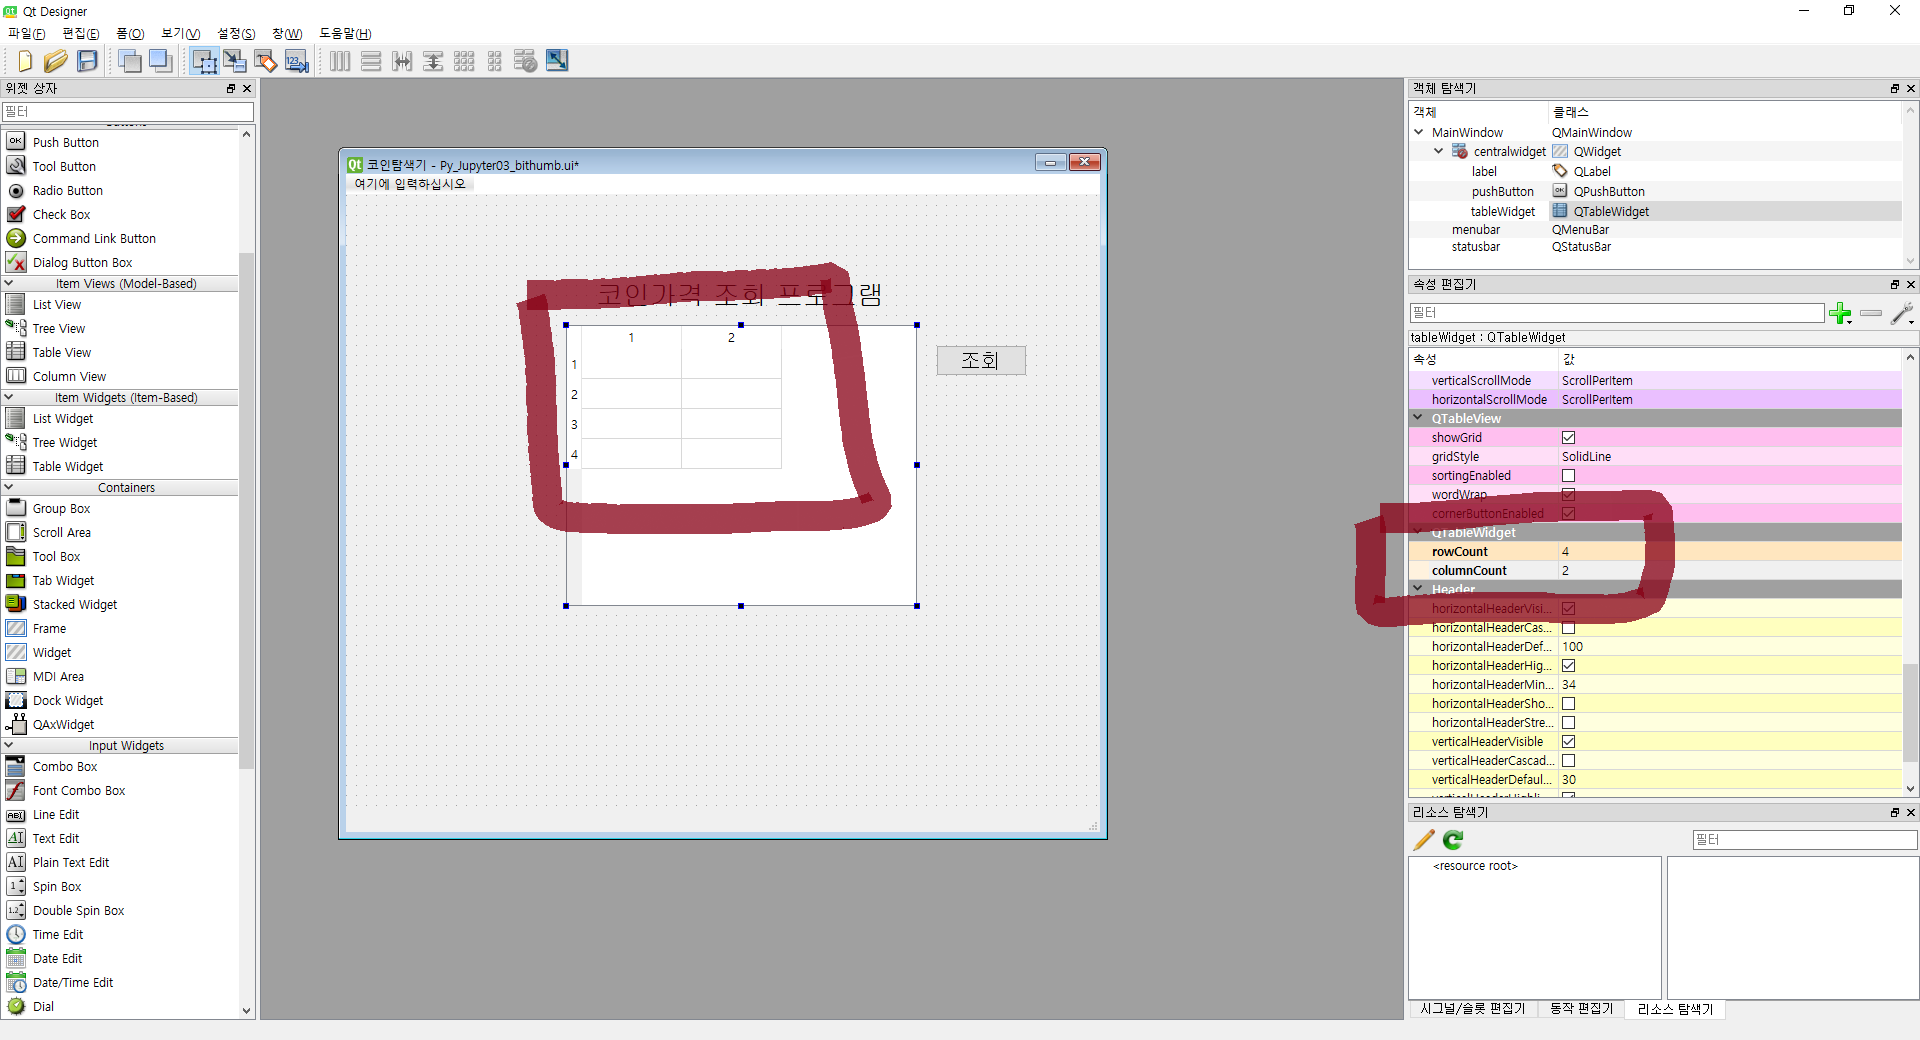 Qt Designer
파일(F) 편집(E) 폼(O) 보기(V) 설정(S) 창(W) 도움말(H)
위젯 상자
필터
Push Button
Tool Button
Radio Button
Check Box
Command Link Button
Dialog Button Box
Item Views (Model-Based)
List View
Tree View
Table View
Column View
Item Widgets (Item-Based)
List Widget
Tree Widget
Table Widget
Containers
Group Box
Scroll Area
Tool Box
Tab Widget
Stacked Widget
Frame
Widget
MDI Area
Dock Widget
QAxWidget
Input Widgets
Combo Box
Font Combo Box
Line Edit
Text Edit
Plain Text Edit
Spin Box
Double Spin Box
Time Edit
Date Edit
Date/Time Edit
Dial
코인탐색기 - Py_Jupyter03_bithumb.ui*
여기에 입력하십시오
코인가격 조회 프로그램
1 2
1
2
3
4
조회
객체 탐색기
객체 클래스
MainWindow QMainWindow
centralwidget QWidget
label QLabel
pushButton QPushButton
tableWidget QTableWidget
menubar QMenuBar
statusbar QStatusBar
속성 편집기
필터
tableWidget : QTableWidget
속성 값
verticalScrollMode ScrollPerItem
horizontalScrollMode ScrollPerItem
QTableView
showGrid
gridStyle SolidLine
sortingEnabled
wordWrap
cornerButtonEnabled
QTableWidget
rowCount 4
columnCount 2
Header
horizontalHeaderVisi...
horizontalHeaderCas...
horizontalHeaderDef... 100
horizontalHeaderHig...
horizontalHeaderMin... 34
horizontalHeaderSho...
horizontalHeaderStre...
verticalHeaderVisible
verticalHeaderCascad...
verticalHeaderDefaul... 30
리소스 탐색기
필터
<resource root>
시그널/슬롯 편집기 동작 편집기 리소스 탐색기